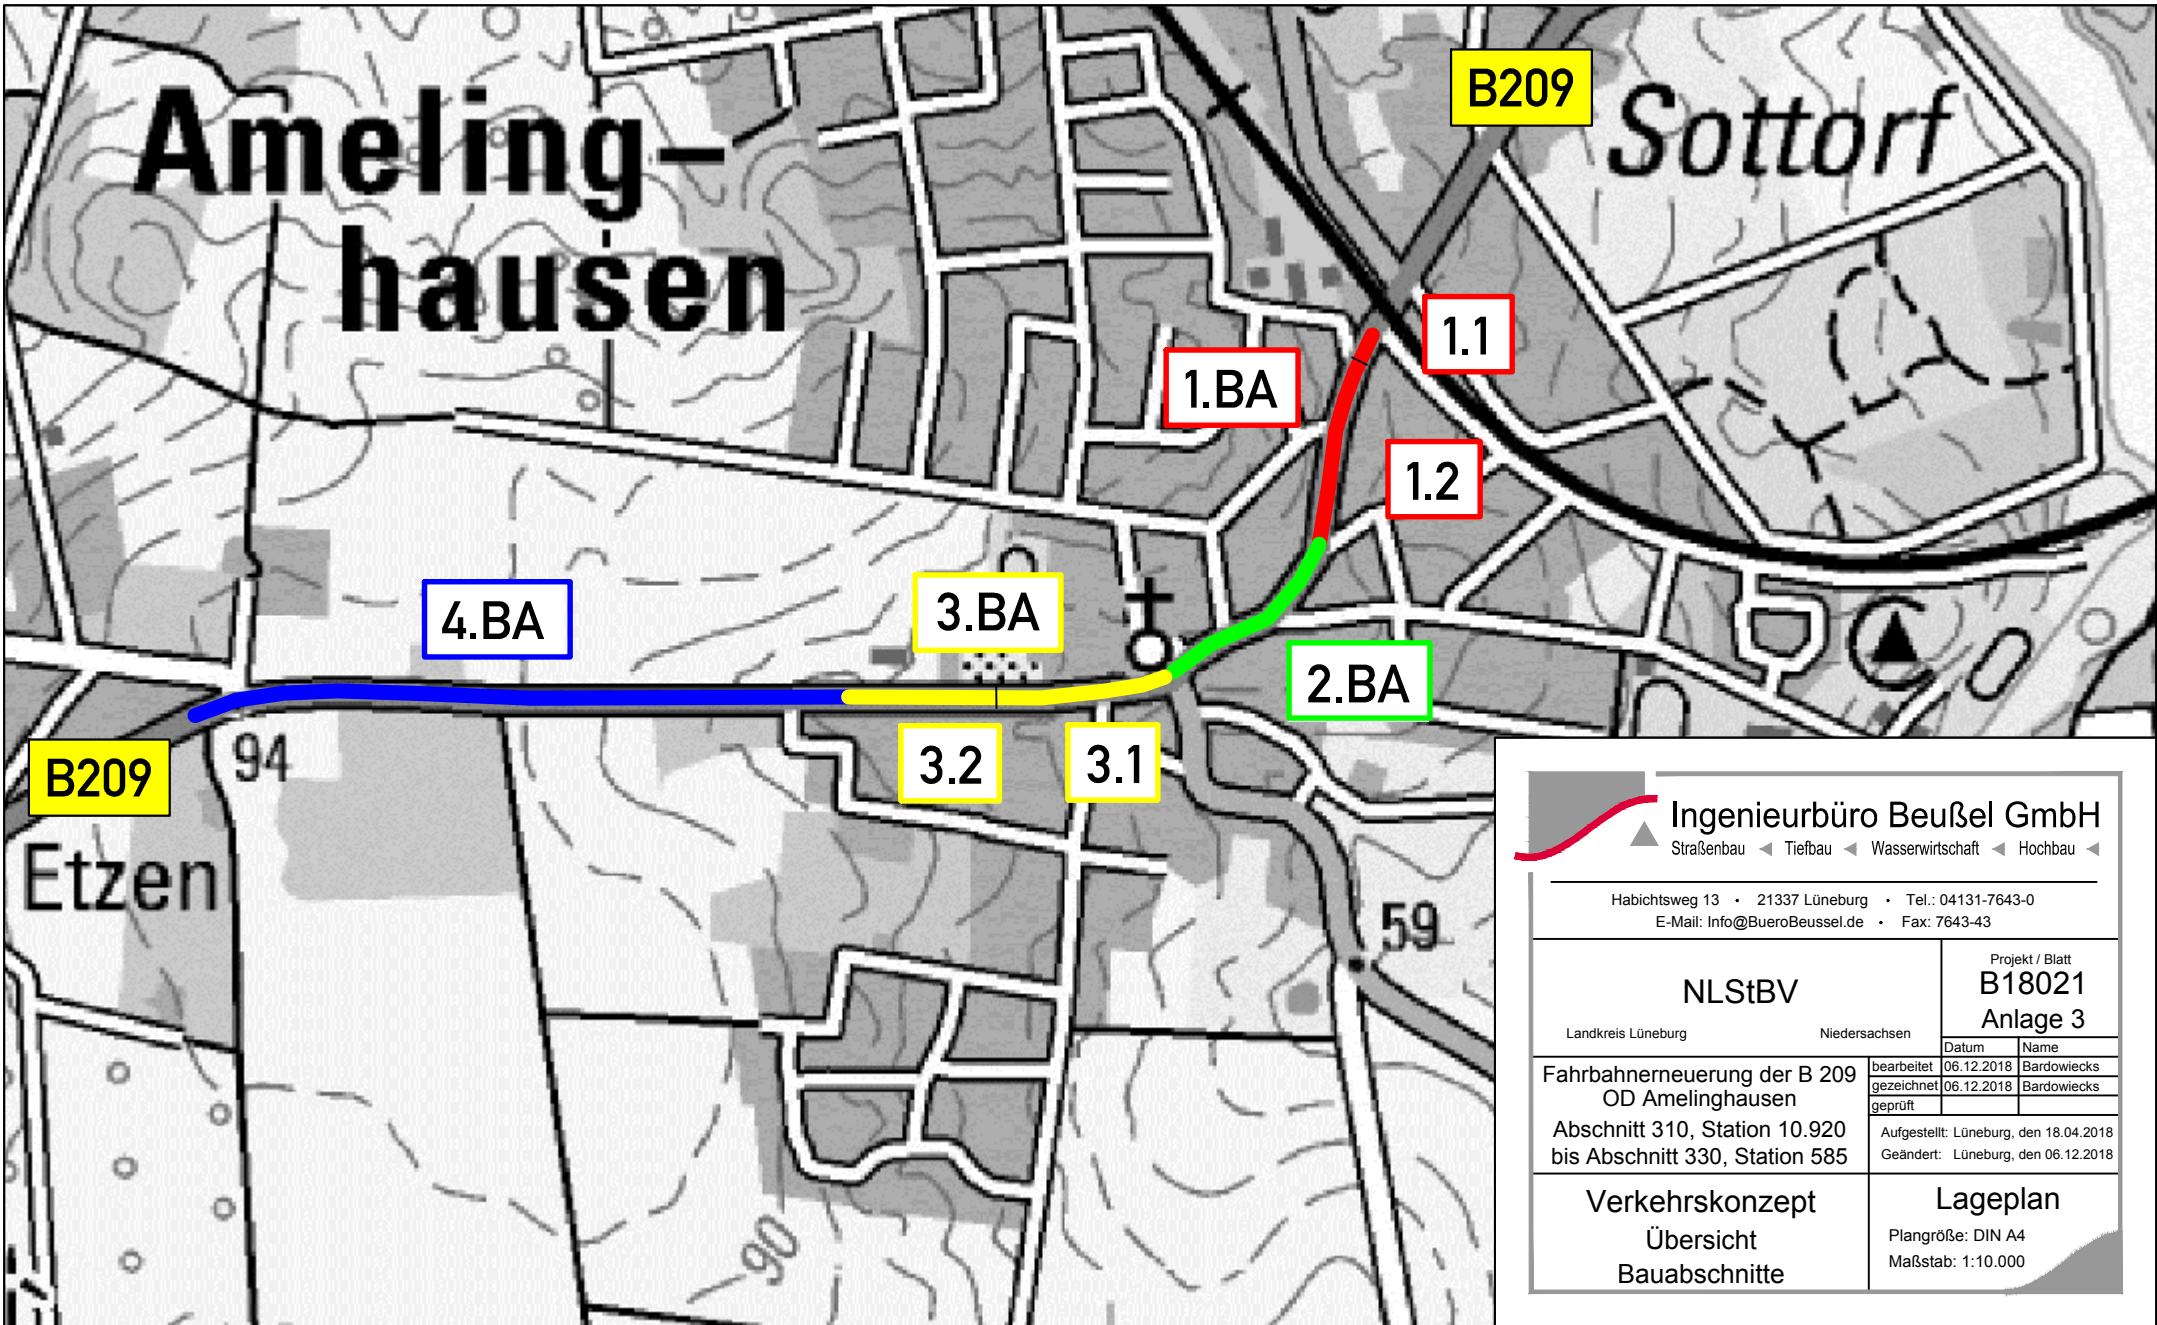 Ameling-
hausen
B209
Sottorf
1.1
1.BA
1.2
4.BA
3.BA
2.BA
3.2
3.1
94
B209
Etzen
59
90
Ingenieurbüro Beußel GmbH
Straßenbau ◄ Tiefbau ◄ Wasserwirtschaft ◄ Hochbau ◄
Habichtsweg 13 • 21337 Lüneburg • Tel.: 04131-7643-0
E-Mail: Info@BueroBeussel.de • Fax: 7643-43
NLStBV
Landkreis Lüneburg Niedersachsen
Projekt / Blatt
B18021
Anlage 3
Datum Name
bearbeitet 06.12.2018 Bardowiecks
gezeichnet 06.12.2018 Bardowiecks
geprüft
Fahrbahnerneuerung der B 209
OD Amelinghausen
Abschnitt 310, Station 10.920
bis Abschnitt 330, Station 585
Aufgestellt: Lüneburg, den 18.04.2018
Geändert: Lüneburg, den 06.12.2018
Verkehrskonzept
Übersicht
Bauabschnitte
Lageplan
Plangröße: DIN A4
Maßstab: 1:10.000